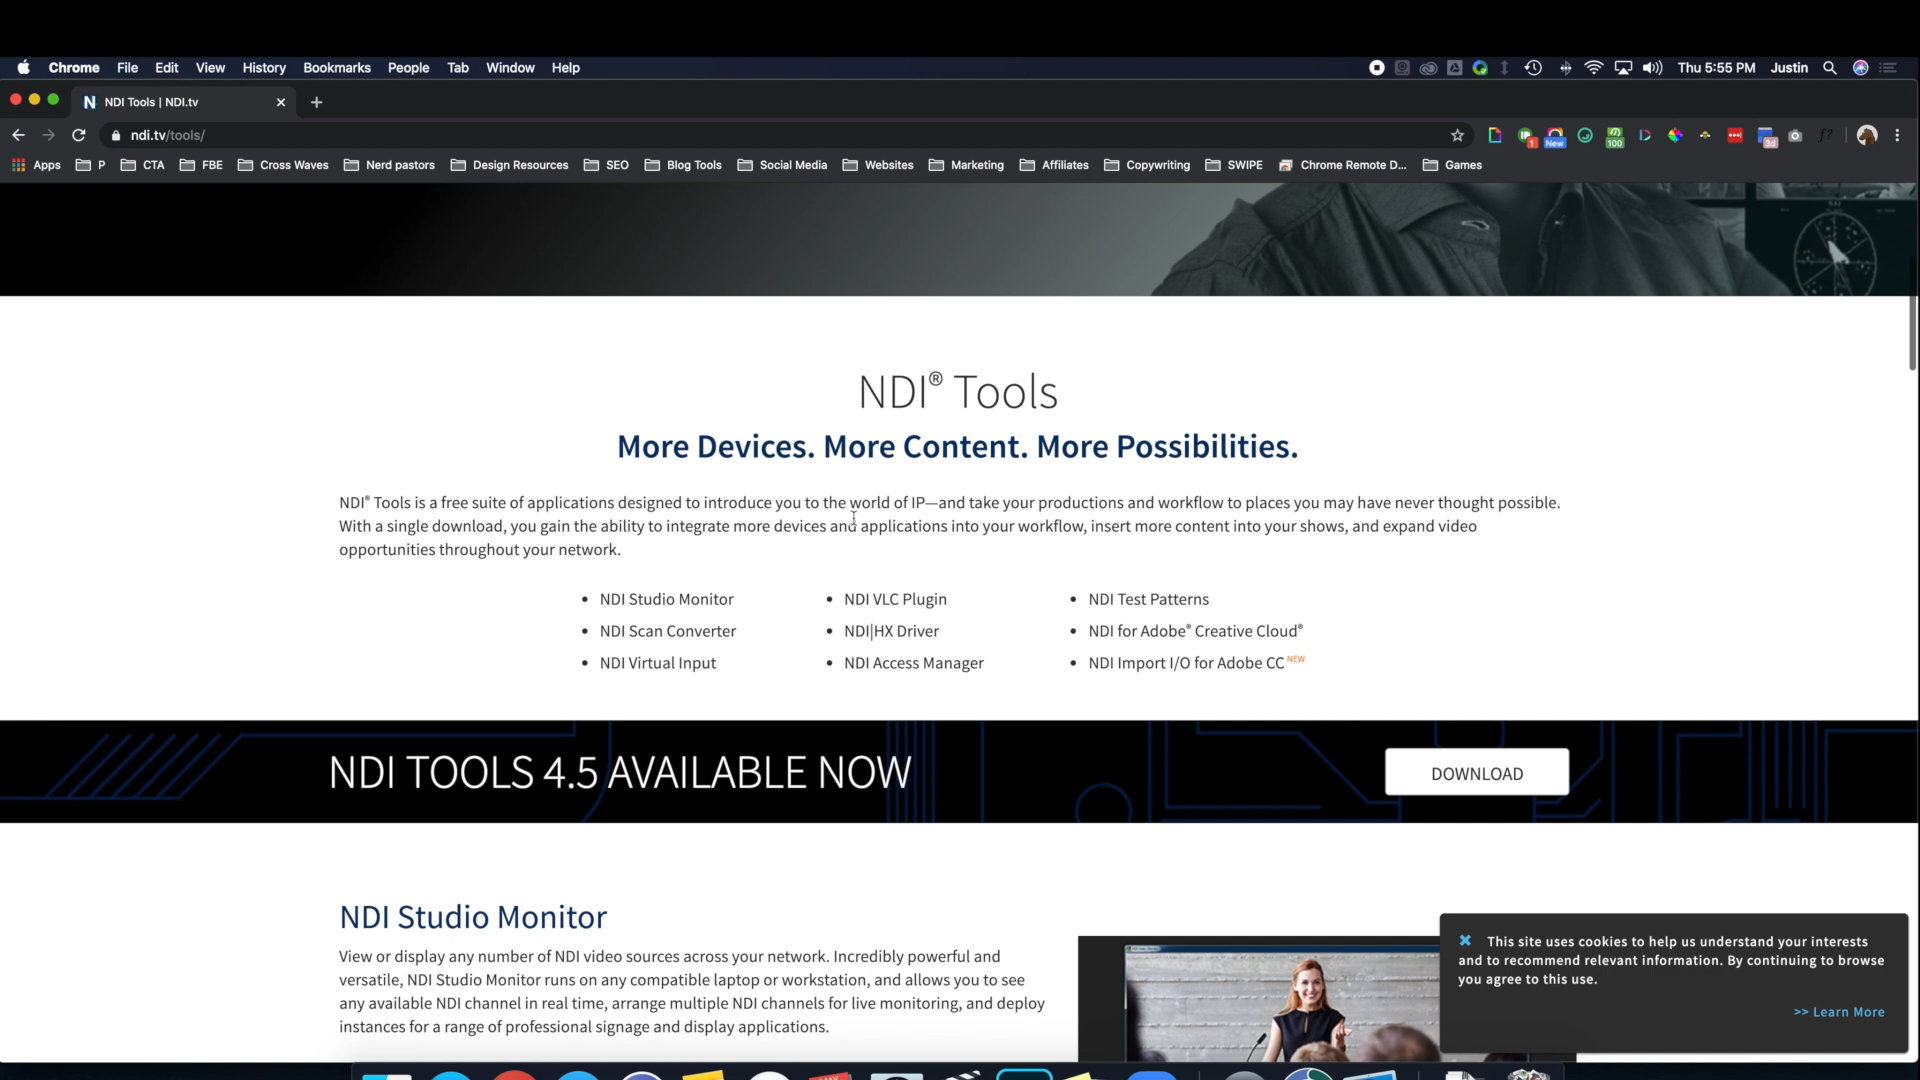 Chrome File Edit View History Bookmarks People Tab Window Help Thu 5:55 PM Justin
NDI Tools | NDI.tv
ndi.tv/tools/
1 New 100 3d f?
Apps P CTA FBE Cross Waves Nerd pastors Design Resources SEO Blog Tools Social Media Websites Marketing Affiliates Copywriting SWIPE Chrome Remote D... Games
NDI® Tools
More Devices. More Content. More Possibilities.
NDI® Tools is a free suite of applications designed to introduce you to the world of IP—and take your productions and workflow to places you may have never thought possible.
With a single download, you gain the ability to integrate more devices and applications into your workflow, insert more content into your shows, and expand video
opportunities throughout your network.
• NDI Studio Monitor • NDI VLC Plugin • NDI Test Patterns
• NDI Scan Converter • NDI|HX Driver • NDI for Adobe® Creative Cloud®
• NDI Virtual Input • NDI Access Manager • NDI Import I/O for Adobe CC NEW
NDI TOOLS 4.5 AVAILABLE NOW DOWNLOAD
NDI Studio Monitor
View or display any number of NDI video sources across your network. Incredibly powerful and
versatile, NDI Studio Monitor runs on any compatible laptop or workstation, and allows you to see
any available NDI channel in real time, arrange multiple NDI channels for live monitoring, and deploy
instances for a range of professional signage and display applications.
This site uses cookies to help us understand your interests
and to recommend relevant information. By continuing to browse
you agree to this use.
>> Learn More
MAY